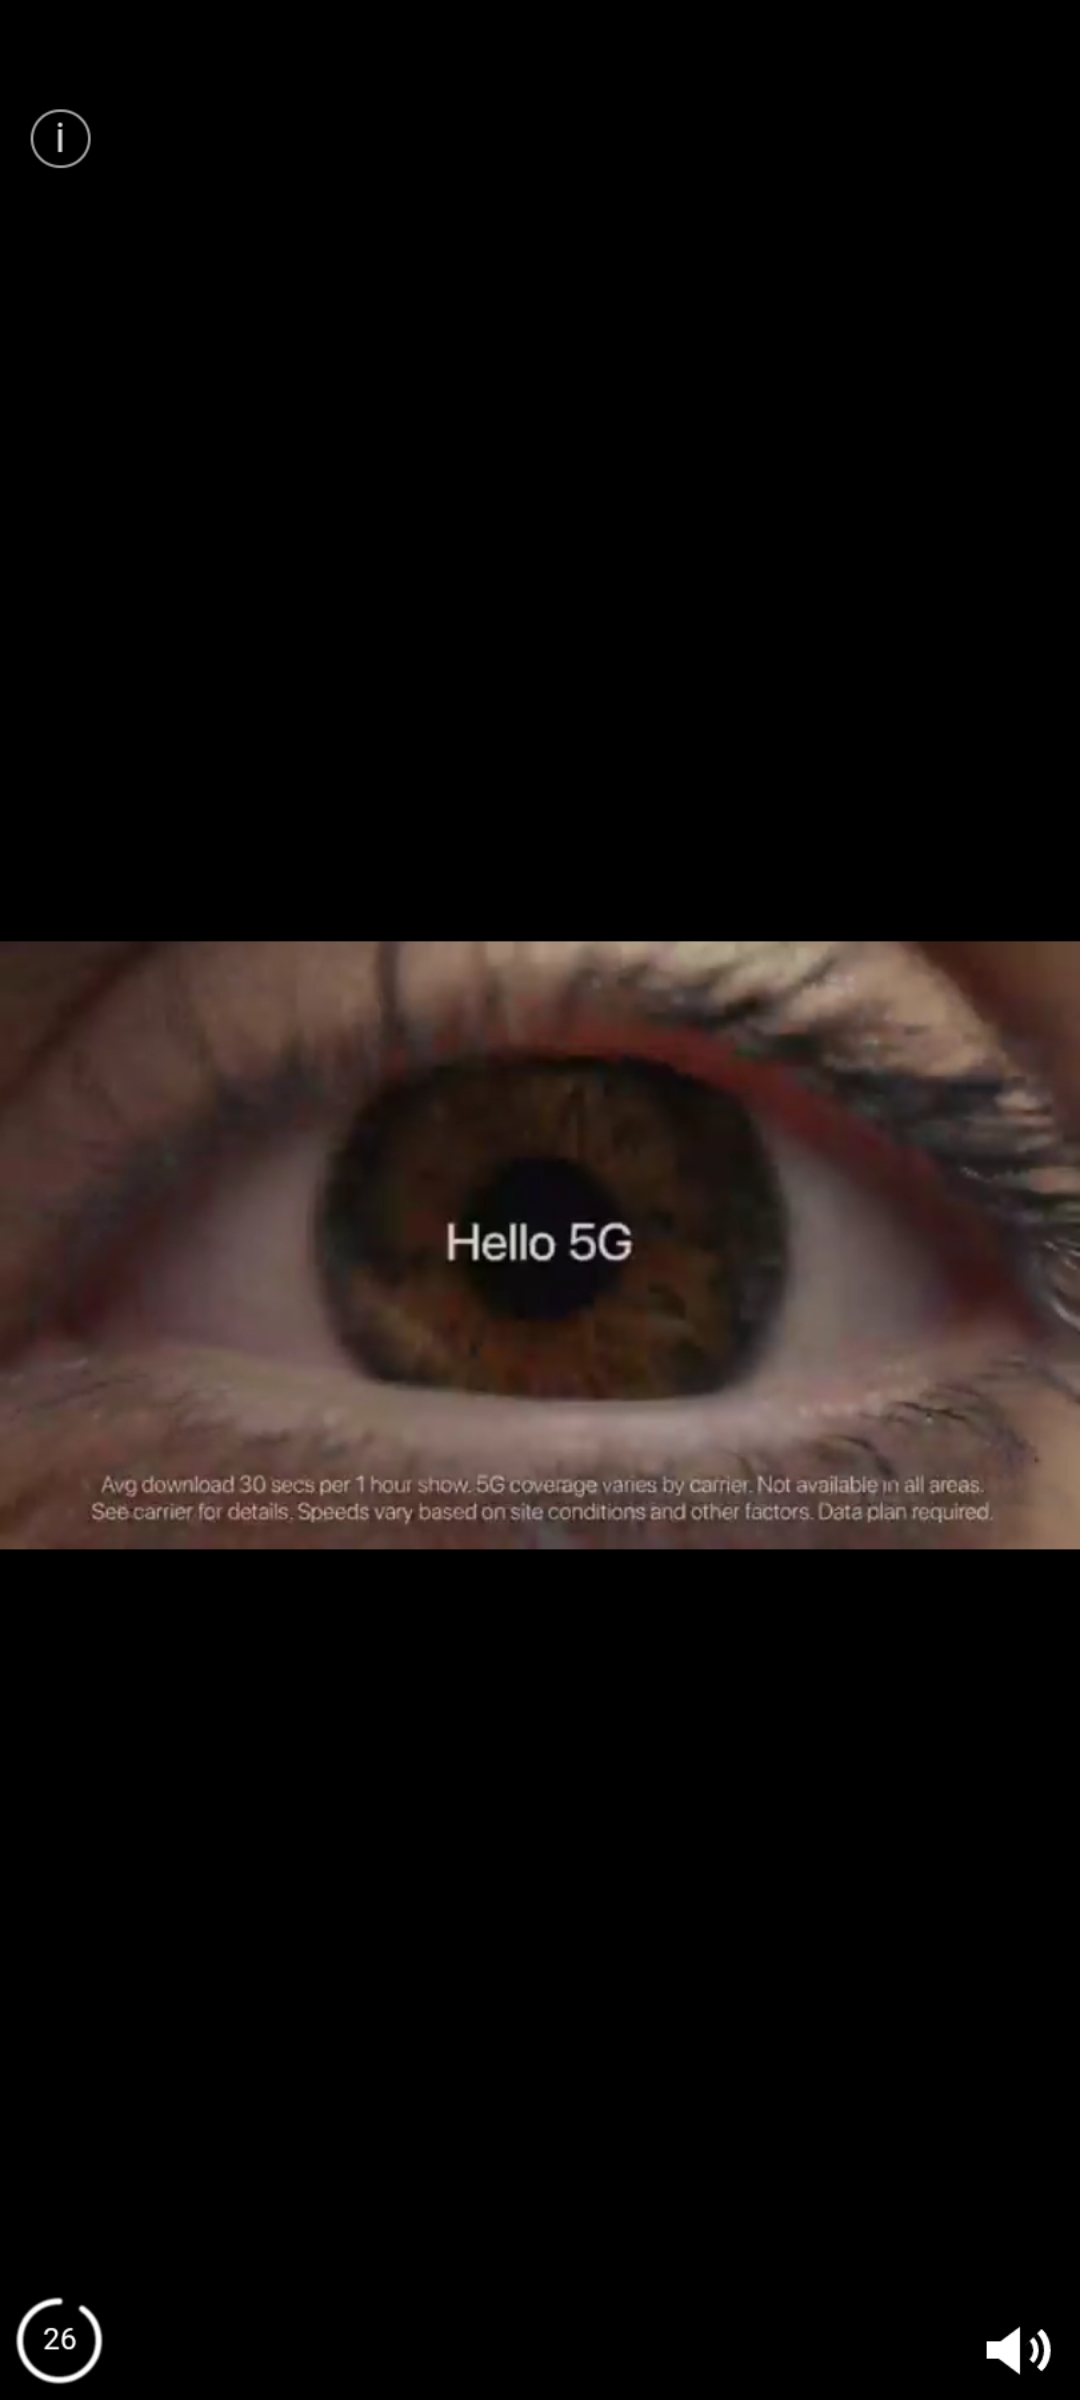 i
Hello 5G
Avg download 30 secs per 1 hour show. 5G coverage varies by carrier. Not available in all areas.
See carrier for details. Speeds vary based on site conditions and other factors. Data plan required.
26